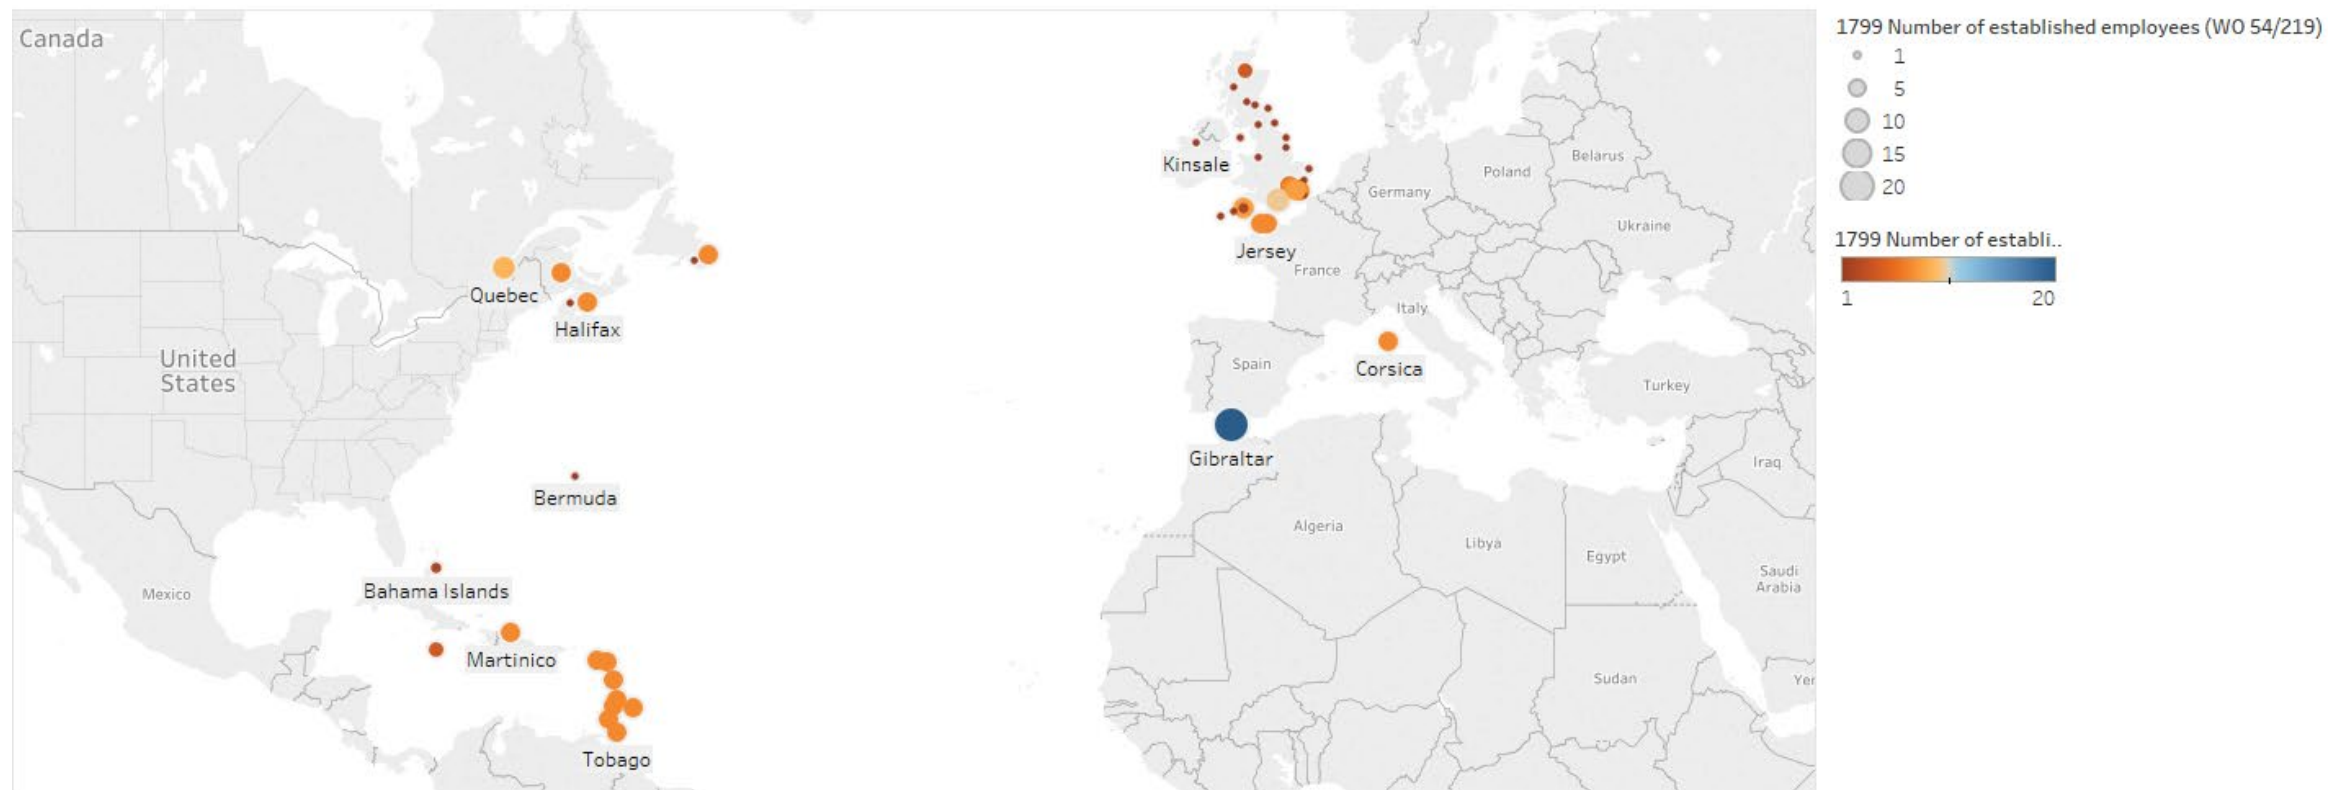 Canada
1799 Number of established employees (WO 54/219)
1
5
10
15
20
1799 Number of establi..
1
20
Kinsale
Belarus
Poland
Germany
Ukraine
Jersey
France
Quebec
Halifax
Italy
United
States
Spain
Corsica
Turkey
Gibraltar
Iraq
Bermuda
Algeria
Libya
Egypt
Saudi
Arabia
Bahama Islands
Mexico
Martinico
Sudan
Yer
Tobago